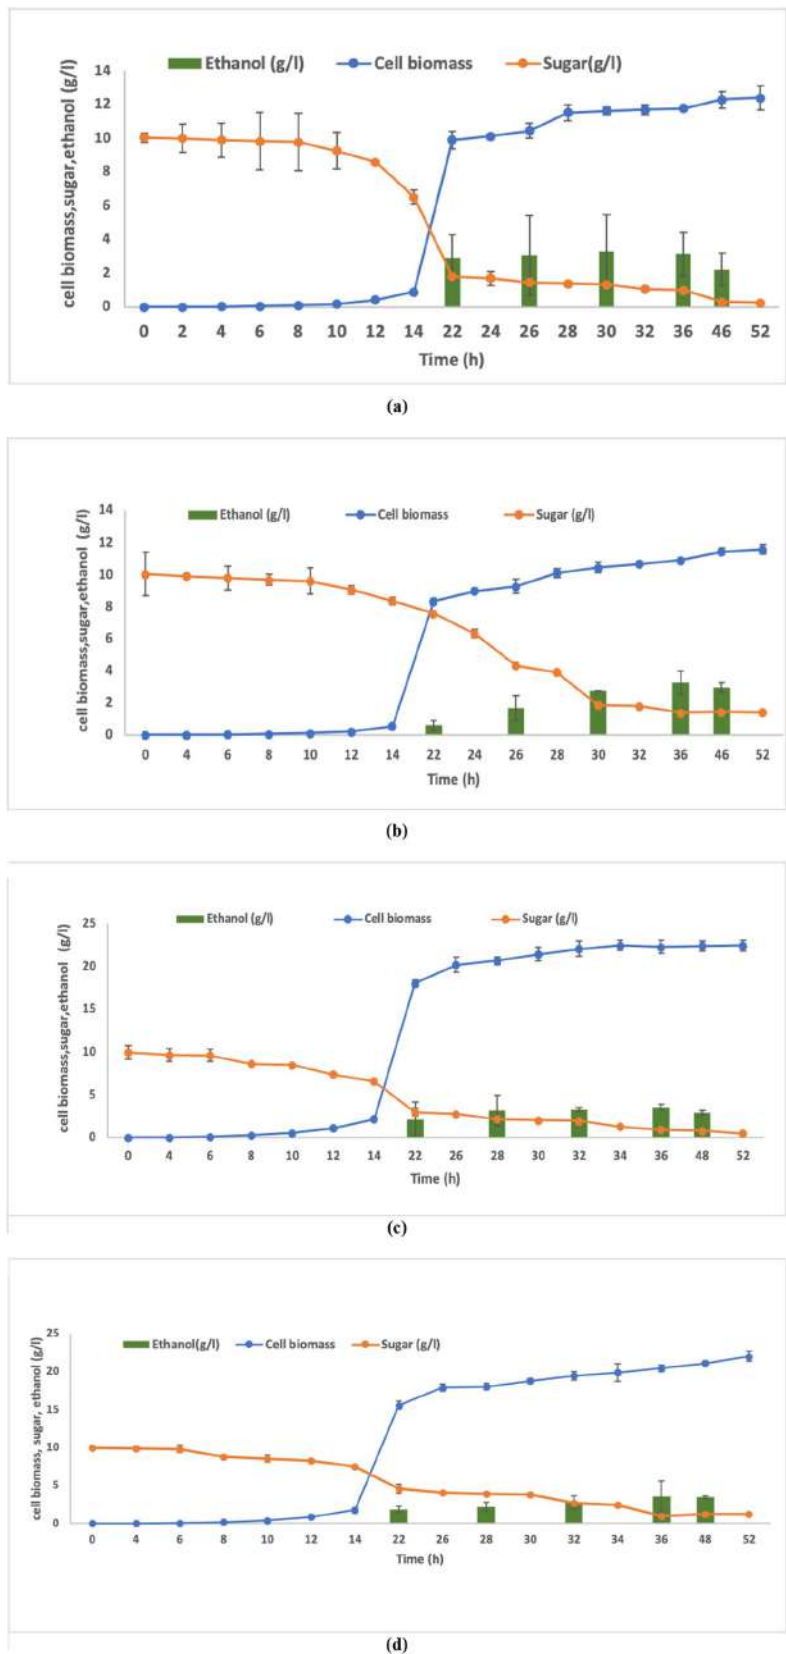 Ethanol (g/l) Cell biomass Sugar(g/l)
cell biomass,sugar,ethanol (g/l)
14
12
10
8
6
4
2
0
0 2 4 6 8 10 12 14 22 24 26 28 30 32 36 46 52
Time (h)
(a)
Ethanol (g/l) Cell biomass Sugar (g/l)
cell biomass,sugar,ethanol (g/l)
14
12
10
8
6
4
2
0
0 4 6 8 10 12 14 22 24 26 28 30 32 36 46 52
Time (h)
(b)
Ethanol (g/l) Cell biomass Sugar (g/l)
cell biomass,sugar,ethanol (g/l)
25
20
15
10
5
0
0 4 6 8 10 12 14 22 26 28 30 32 34 36 48 52
Time (h)
(c)
Ethanol(g/l) Cell biomass Sugar (g/l)
cell biomass, sugar, ethanol (g/l)
25
20
15
10
5
0
0 4 6 8 10 12 14 22 26 28 30 32 34 36 48 52
Time (h)
(d)